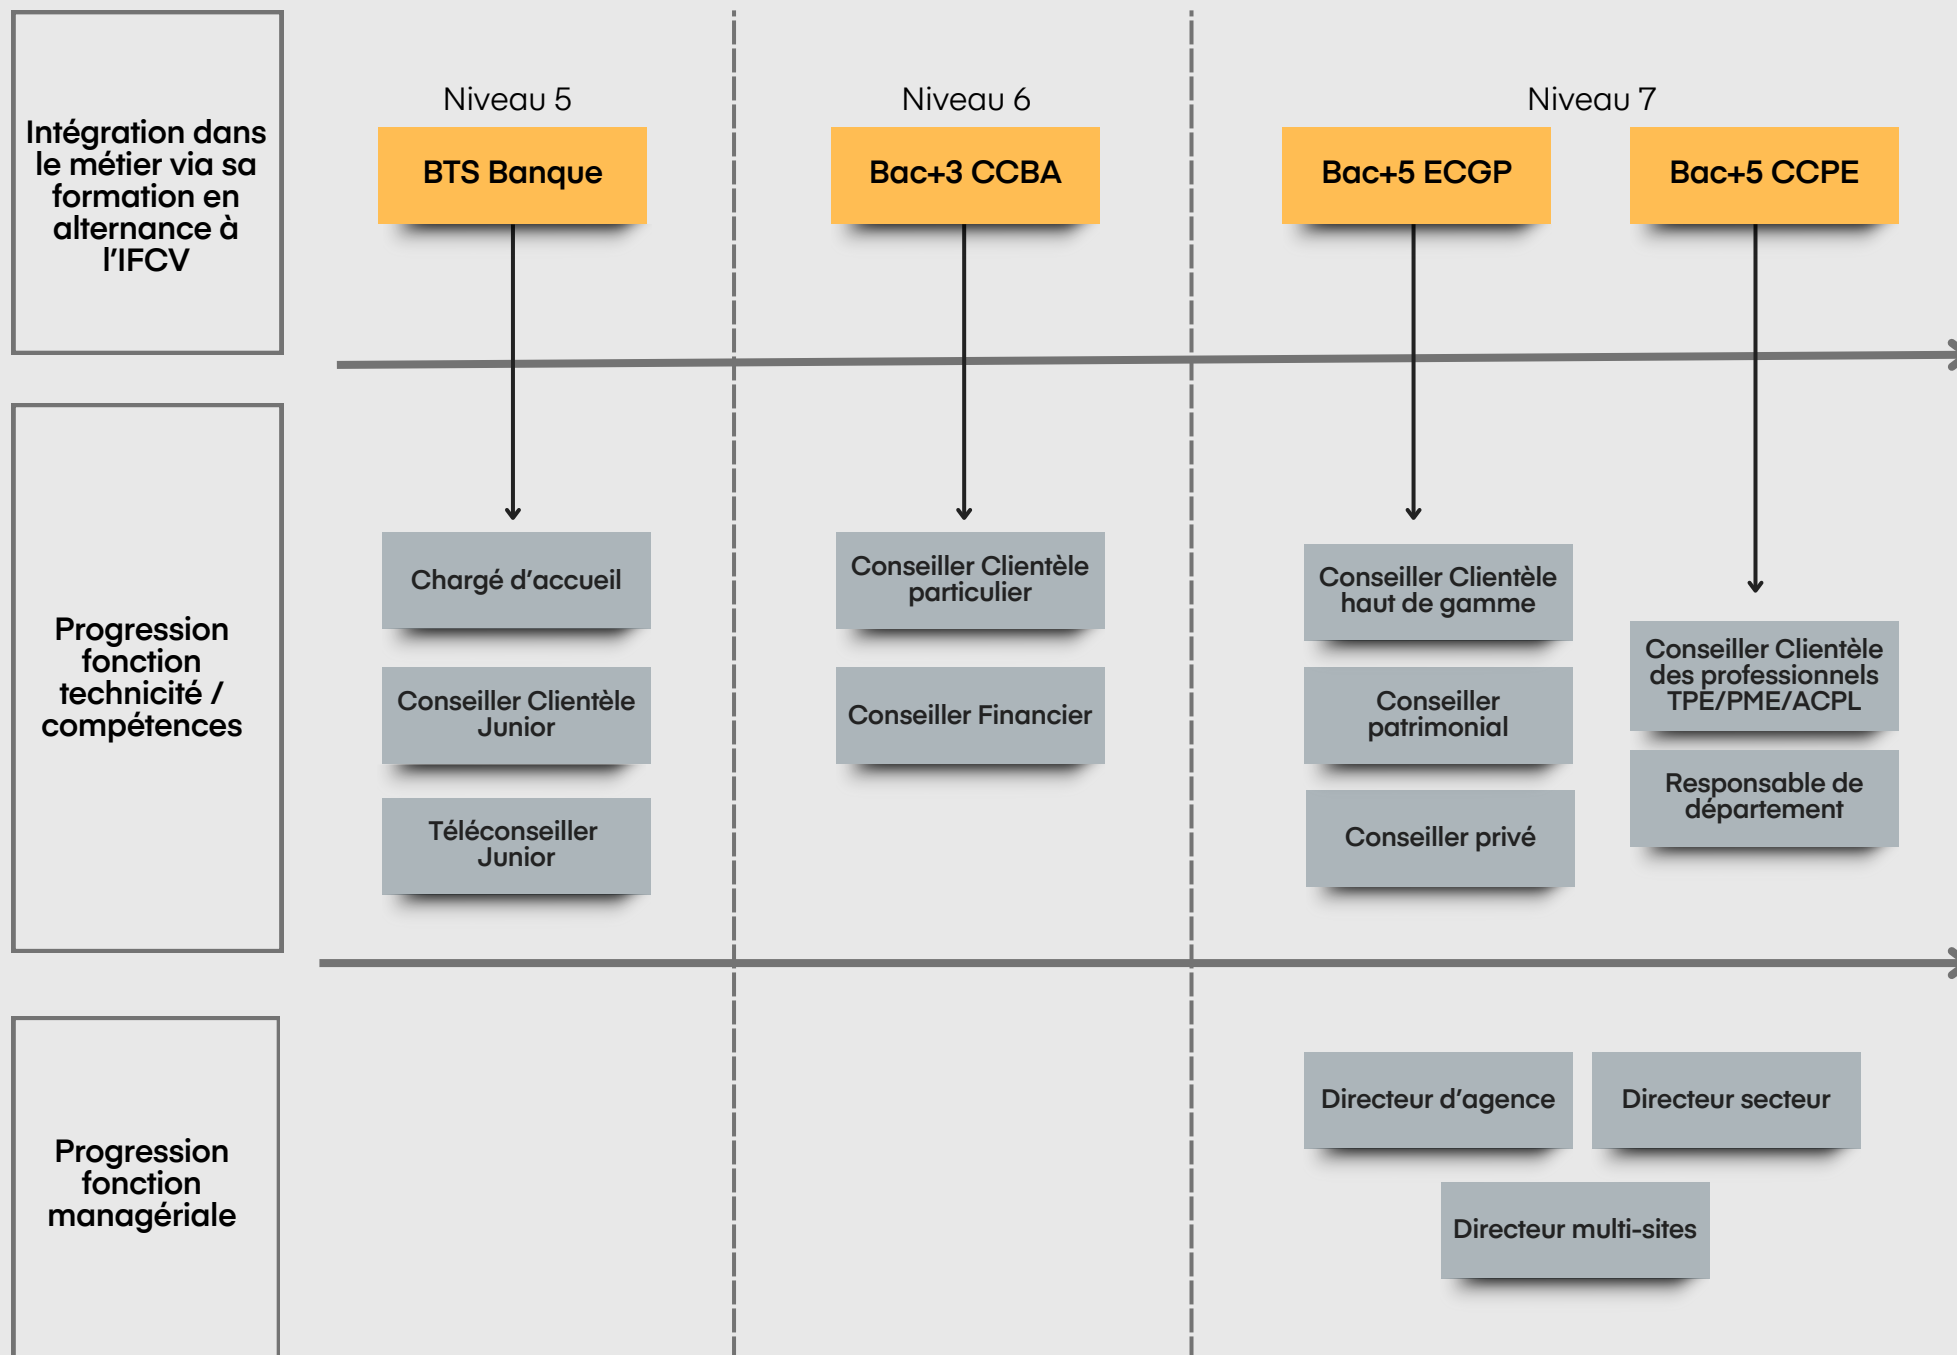 Intégration dans
le métier via sa
formation en
alternance à
l'IFCV
Niveau 5
BTS Banque
Niveau 6
Bac+3 CCBA
Niveau 7
Bac+5 ECGP
Bac+5 CCPE
Progression
fonction
technicité /
compétences
Chargé d'accueil
Conseiller Clientèle
Junior
Téléconseiller
Junior
Conseiller Clientèle
particulier
Conseiller Financier
Conseiller Clientèle
haut de gamme
Conseiller
patrimonial
Conseiller privé
Conseiller Clientèle
des professionnels
TPE/PME/ACPL
Responsable de
département
Progression
fonction
managériale
Directeur d'agence
Directeur secteur
Directeur multi-sites